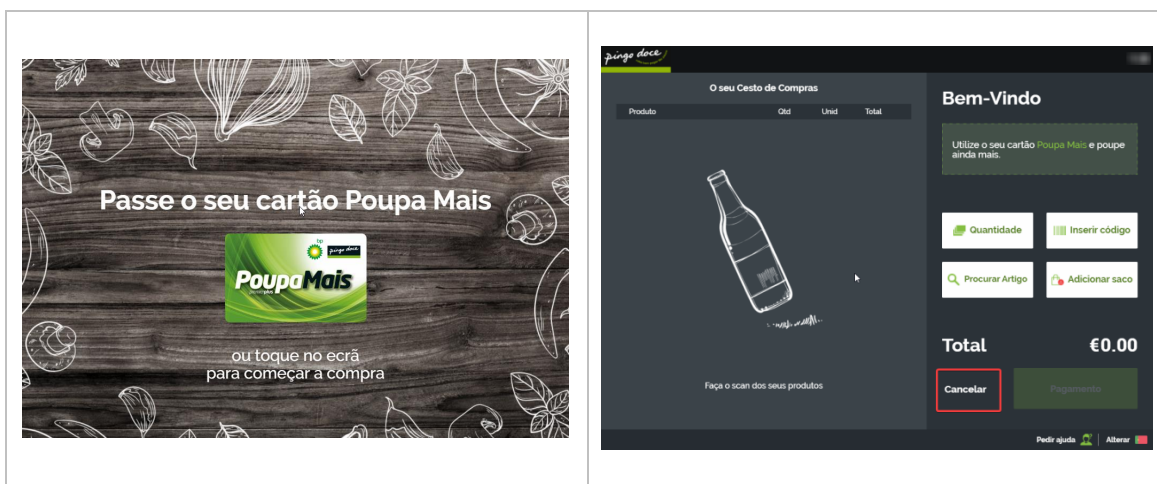 Passe o seu cartão Poupa Mais
bp
pingo doce
PoupaMais
ou toque no ecrã
para começar a compra
pingo doce
O seu Cesto de Compras
Produto Qtd Unid Total
Faça o scan dos seus produtos
Bem-Vindo
Utilize o seu cartão Poupa Mais e poupe
ainda mais.
Quantidade Inserir código
Procurar Artigo Adicionar saco
Total €0.00
Cancelar Pagamento
Pedir ajuda Alterar